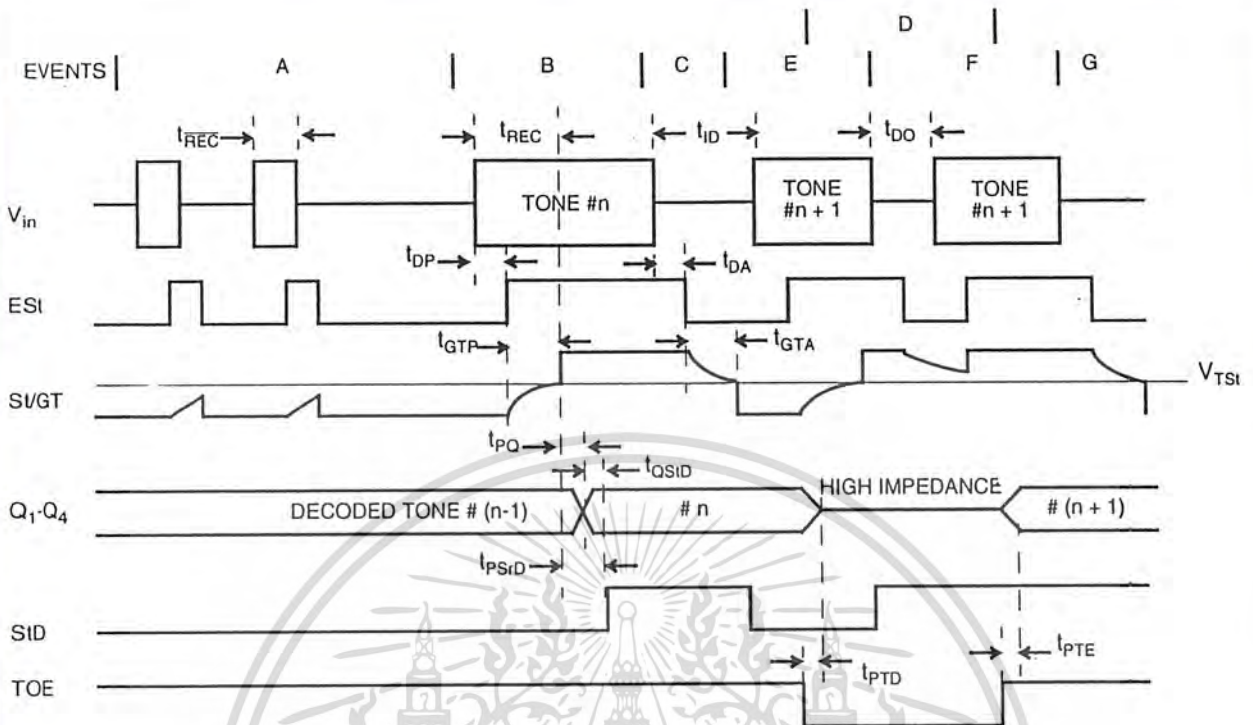 D
EVENTS A B C E F G
tREC tREC tID tDO
Vin TONE #n TONE #n + 1 TONE #n + 1
tDP tDA
ESt
tGTP tGTA
St/GT VTSt
tPQ tQStD
HIGH IMPEDANCE
Q1-Q4 DECODED TONE # (n-1) # n # (n + 1)
tPSrD
StD
tPTE
tPTD
TOE